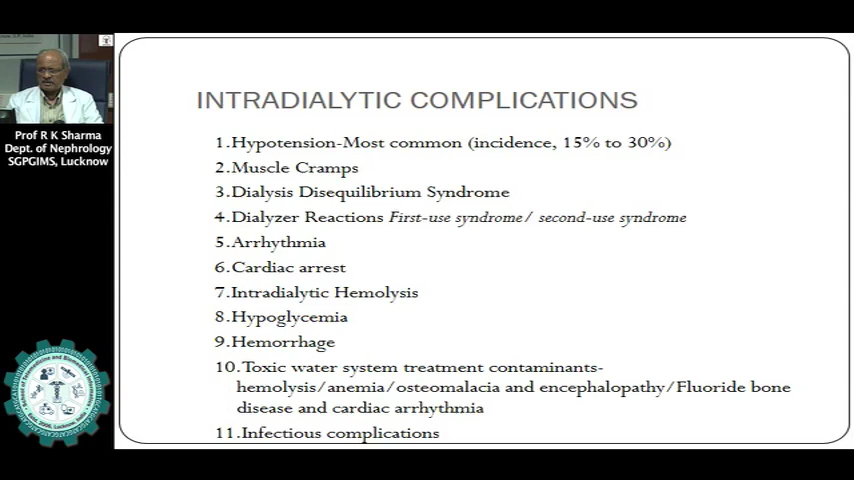 INTRADIALYTIC COMPLICATIONS
Prof R K Sharma
Dept. of Nephrology
SGPGIMS, Lucknow
1.Hypotension-Most common (incidence, 15% to 30%)
2.Muscle Cramps
3.Dialysis Disequilibrium Syndrome
4.Dialyzer Reactions First-use syndrome/ second-use syndrome
5.Arrhythmia
6.Cardiac arrest
7.Intradialytic Hemolysis
8.Hypoglycemia
9.Hemorrhage
10.Toxic water system treatment contaminants-
hemolysis/anemia/osteomalacia and encephalopathy/Fluoride bone
disease and cardiac arrhythmia
11.Infectious complications